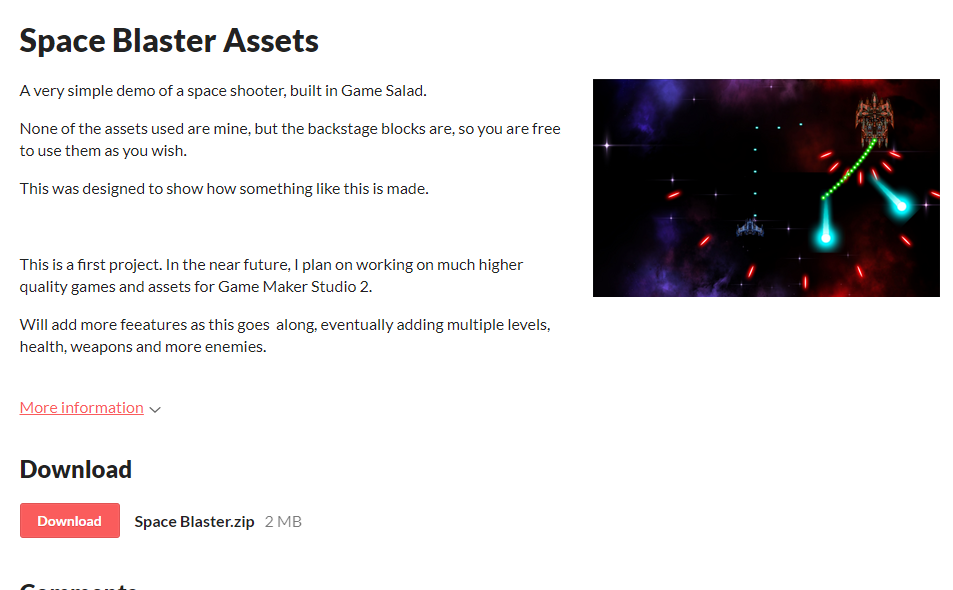 Space Blaster Assets
A very simple demo of a space shooter, built in Game Salad.
None of the assets used are mine, but the backstage blocks are, so you are free
to use them as you wish.
This was designed to show how something like this is made.
This is a first project. In the near future, I plan on working on much higher
quality games and assets for Game Maker Studio 2.
Will add more feeatures as this goes  along, eventually adding multiple levels,
health, weapons and more enemies.
More information
Download
Download Space Blaster.zip 2 MB
Comments